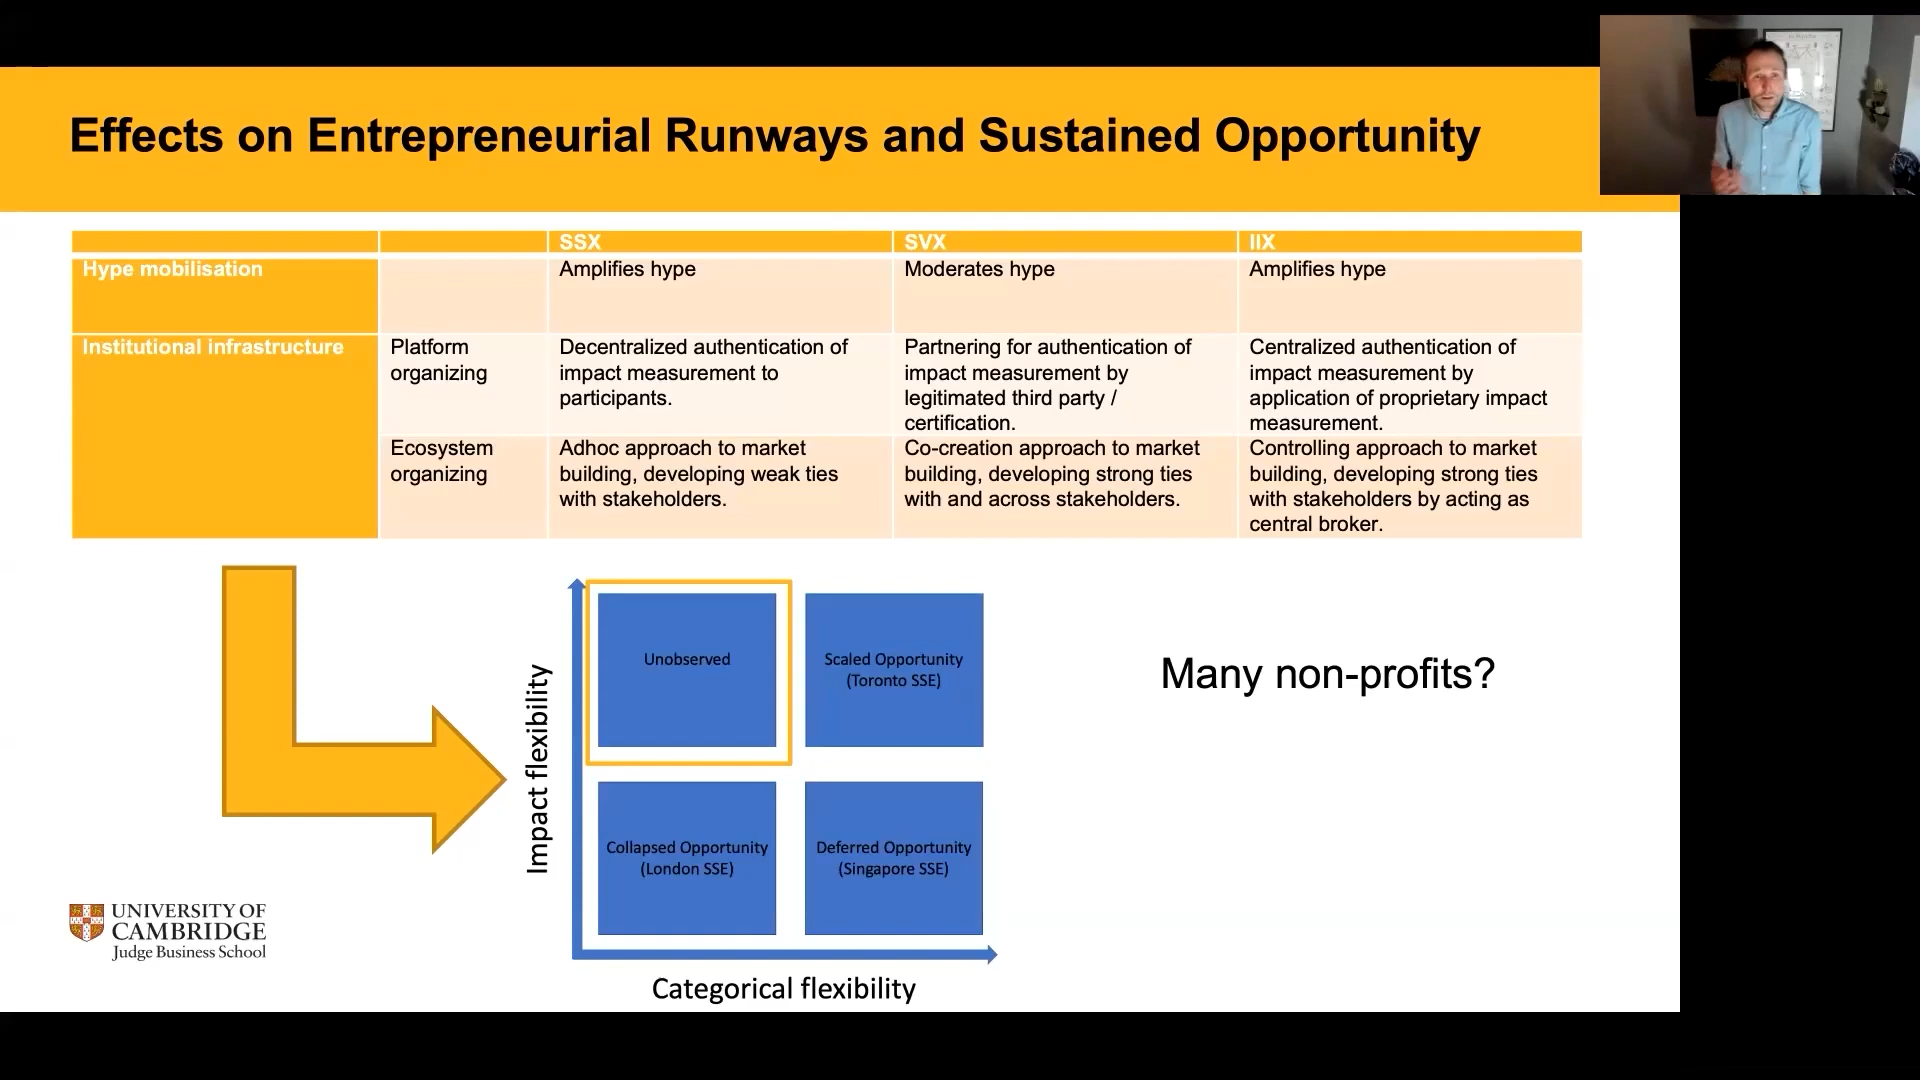 Effects on Entrepreneurial Runways and Sustained Opportunity
SSX
SVX
IIX
Hype mobilisation
Amplifies hype
Moderates hype
Amplifies hype
Institutional infrastructure
Platform
organizing
Decentralized authentication of
impact measurement to
participants.
Partnering for authentication of
impact measurement by
legitimated third party /
certification.
Centralized authentication of
impact measurement by
application of proprietary impact
measurement.
Ecosystem
organizing
Adhoc approach to market
building, developing weak ties
with stakeholders.
Co-creation approach to market
building, developing strong ties
with and across stakeholders.
Controlling approach to market
building, developing strong ties
with stakeholders by acting as
central broker.
Impact flexibility
Unobserved
Scaled Opportunity
(Toronto SSE)
Collapsed Opportunity
(London SSE)
Deferred Opportunity
(Singapore SSE)
Categorical flexibility
Many non-profits?
UNIVERSITY OF
CAMBRIDGE
Judge Business School